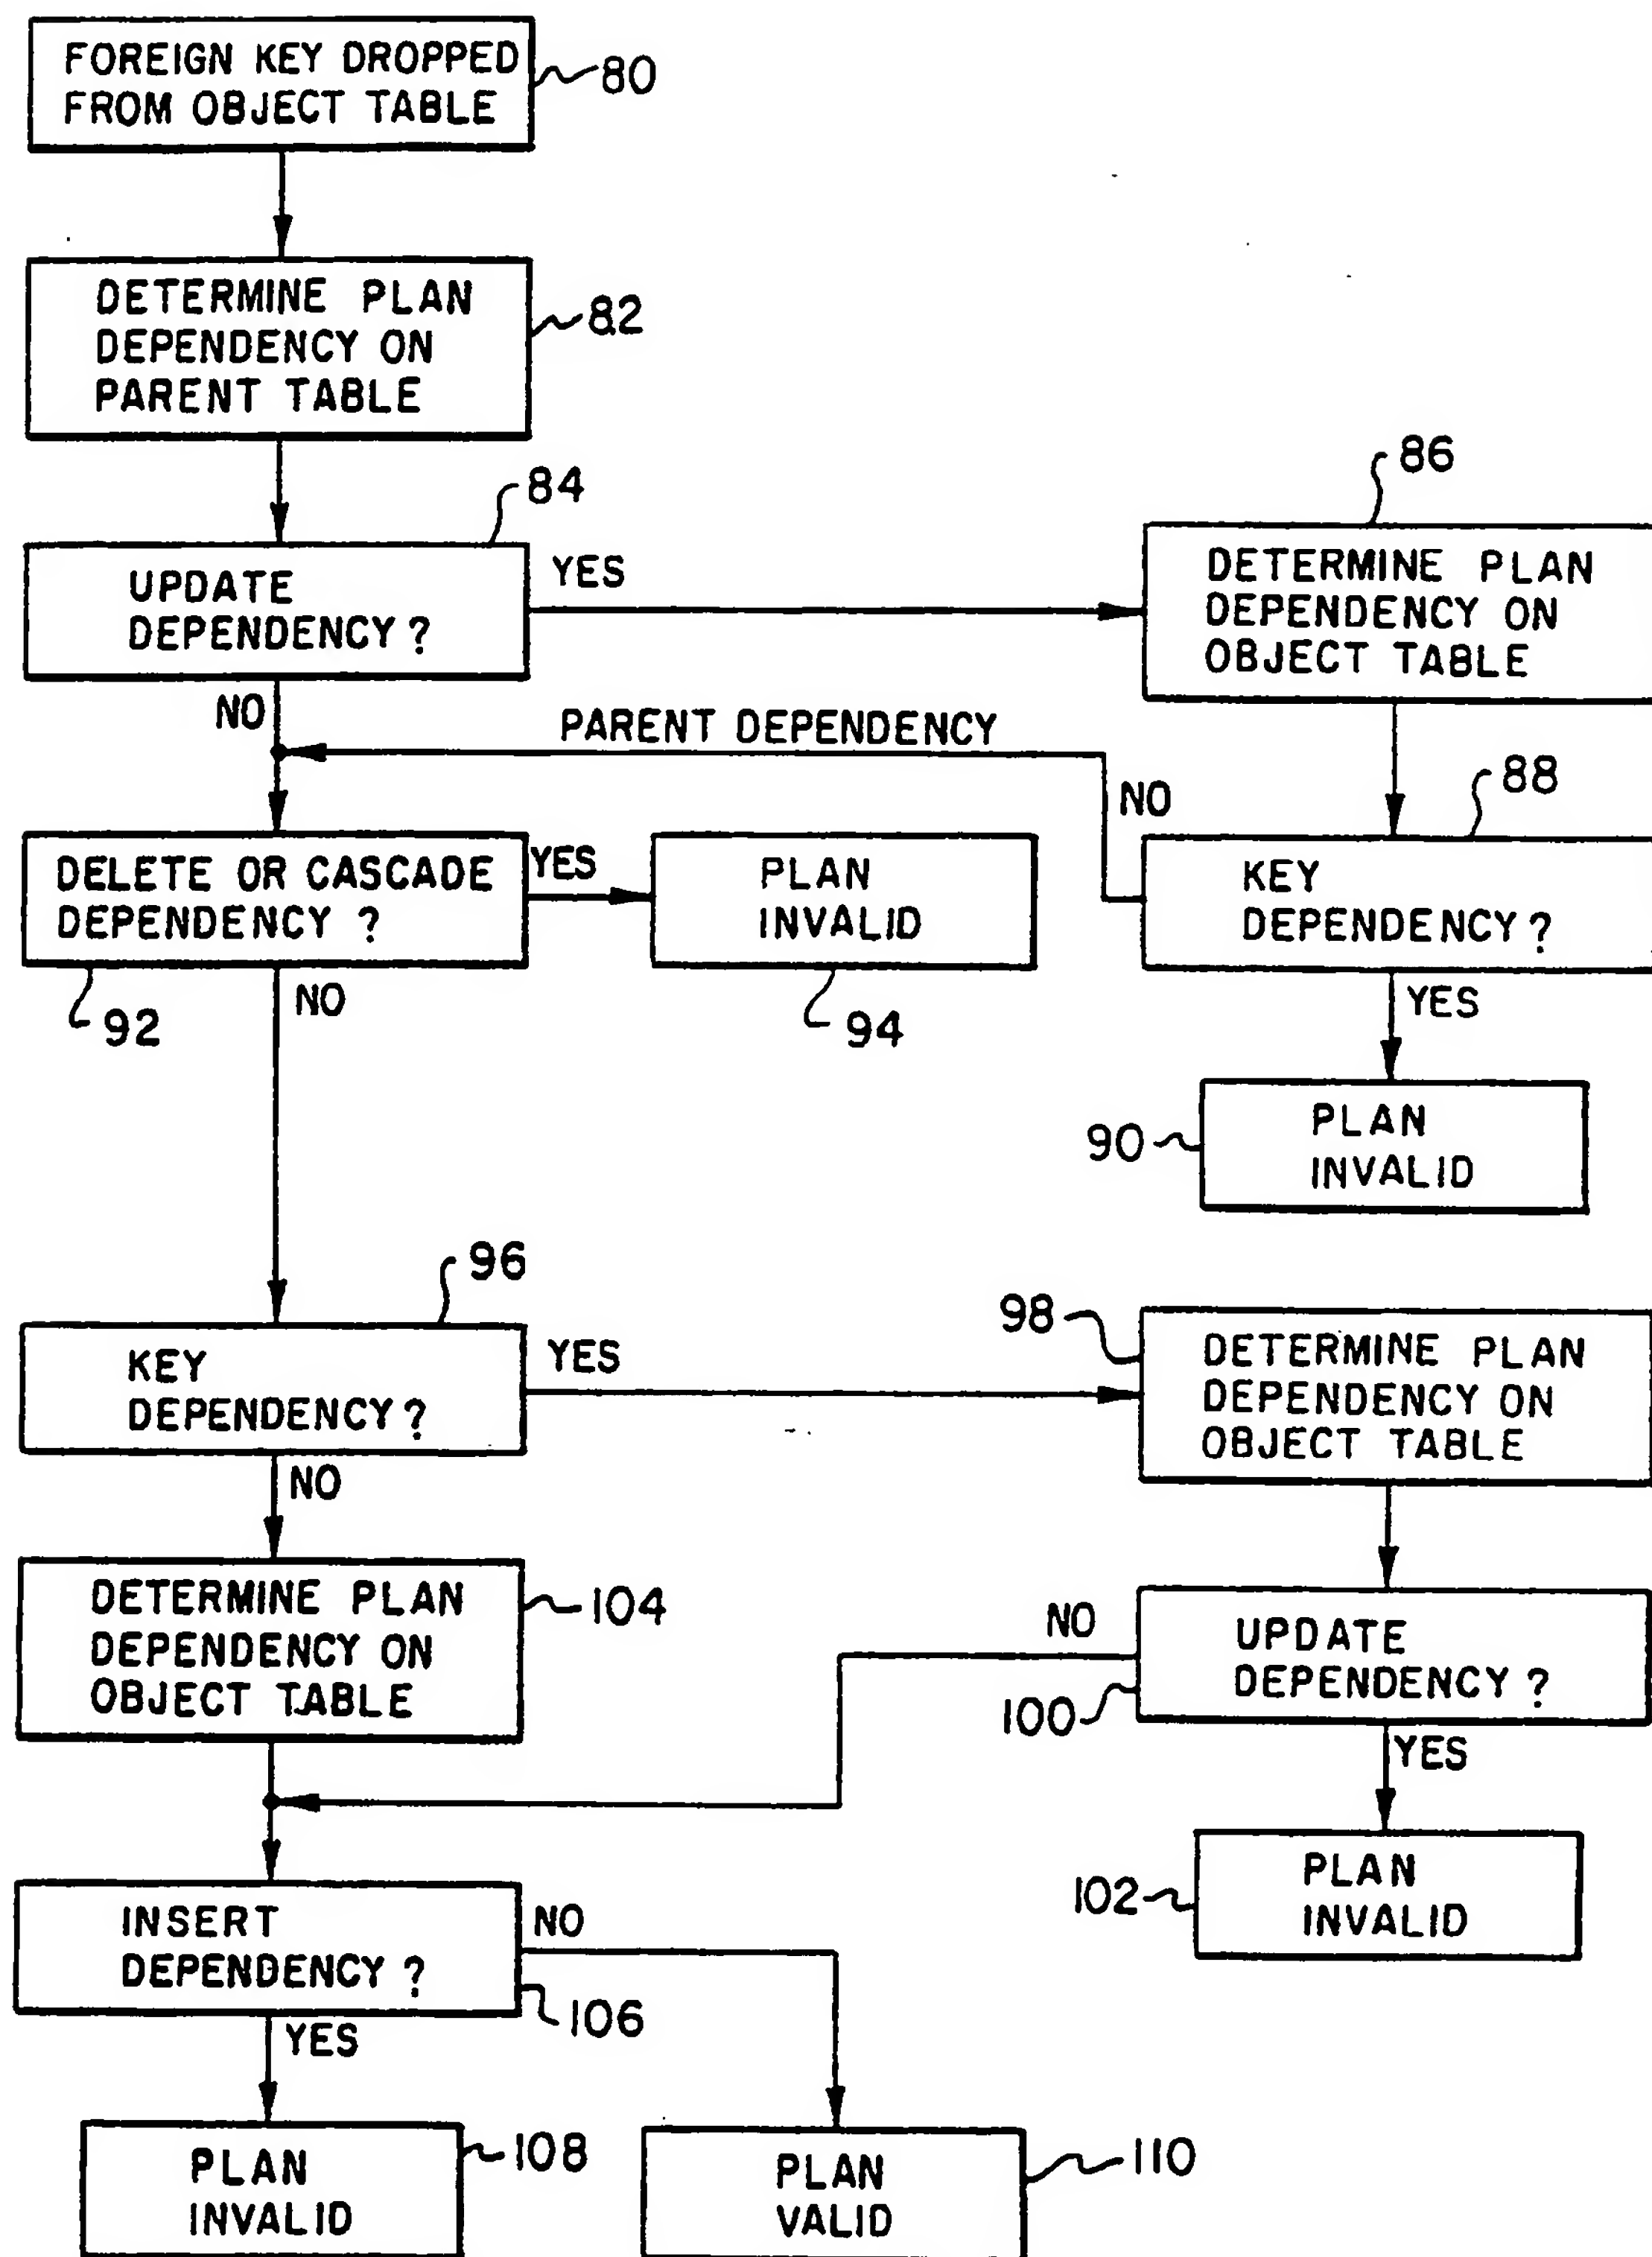 FOREIGN KEY DROPPED
FROM OBJECT TABLE
80
DETERMINE PLAN
DEPENDENCY ON
PARENT TABLE
82
84
UPDATE
DEPENDENCY?
YES
NO
86
DETERMINE PLAN
DEPENDENCY ON
OBJECT TABLE
PARENT DEPENDENCY
NO
88
KEY
DEPENDENCY?
YES
DELETE OR CASCADE
DEPENDENCY ?
YES
92
NO
PLAN
INVALID
94
90
PLAN
INVALID
96
KEY
DEPENDENCY?
YES
NO
98
DETERMINE PLAN
DEPENDENCY ON
OBJECT TABLE
DETERMINE PLAN
DEPENDENCY ON
OBJECT TABLE
104
NO
UPDATE
DEPENDENCY?
100
YES
102
PLAN
INVALID
INSERT
DEPENDENCY?
NO
106
YES
PLAN
INVALID
108
PLAN
VALID
110